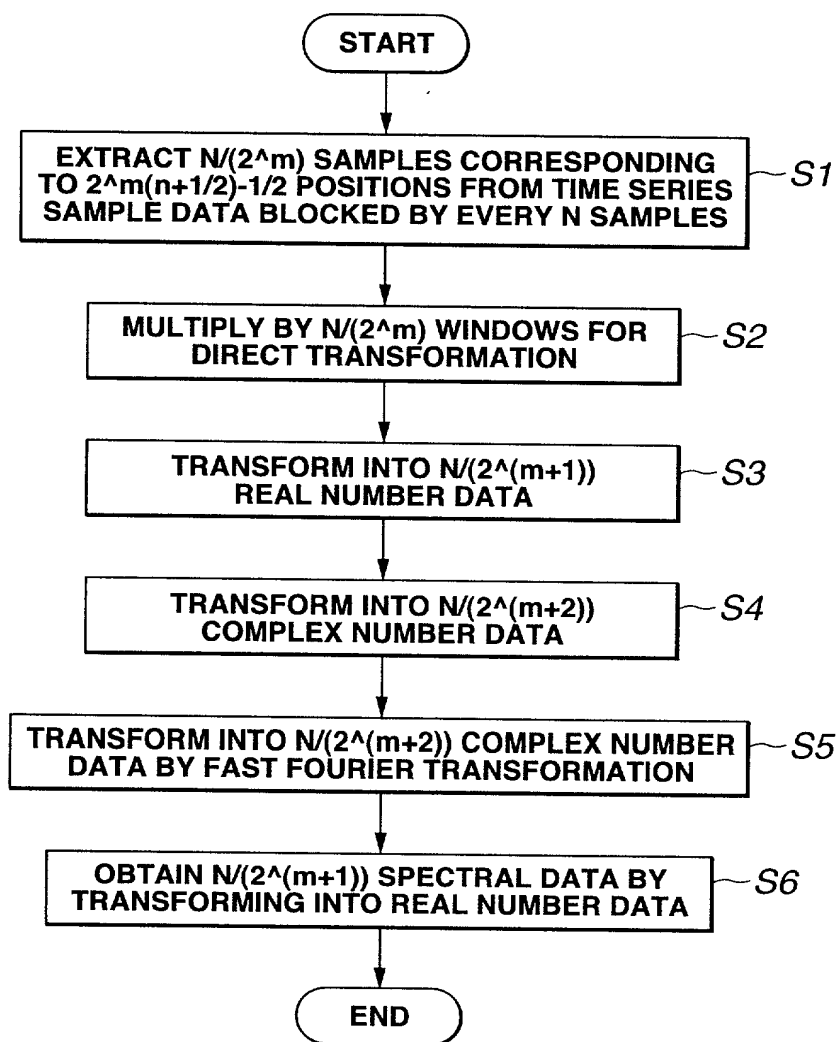 START
EXTRACT N/(2^m) SAMPLES CORRESPONDING
TO 2^m(n+1/2)-1/2 POSITIONS FROM TIME SERIES
SAMPLE DATA BLOCKED BY EVERY N SAMPLES
S1
MULTIPLY BY N/(2^m) WINDOWS FOR
DIRECT TRANSFORMATION
S2
TRANSFORM INTO N/(2^(m+1))
REAL NUMBER DATA
S3
TRANSFORM INTO N/(2^(m+2))
COMPLEX NUMBER DATA
S4
TRANSFORM INTO N/(2^(m+2)) COMPLEX NUMBER
DATA BY FAST FOURIER TRANSFORMATION
S5
OBTAIN N/(2^(m+1)) SPECTRAL DATA BY
TRANSFORMING INTO REAL NUMBER DATA
S6
END